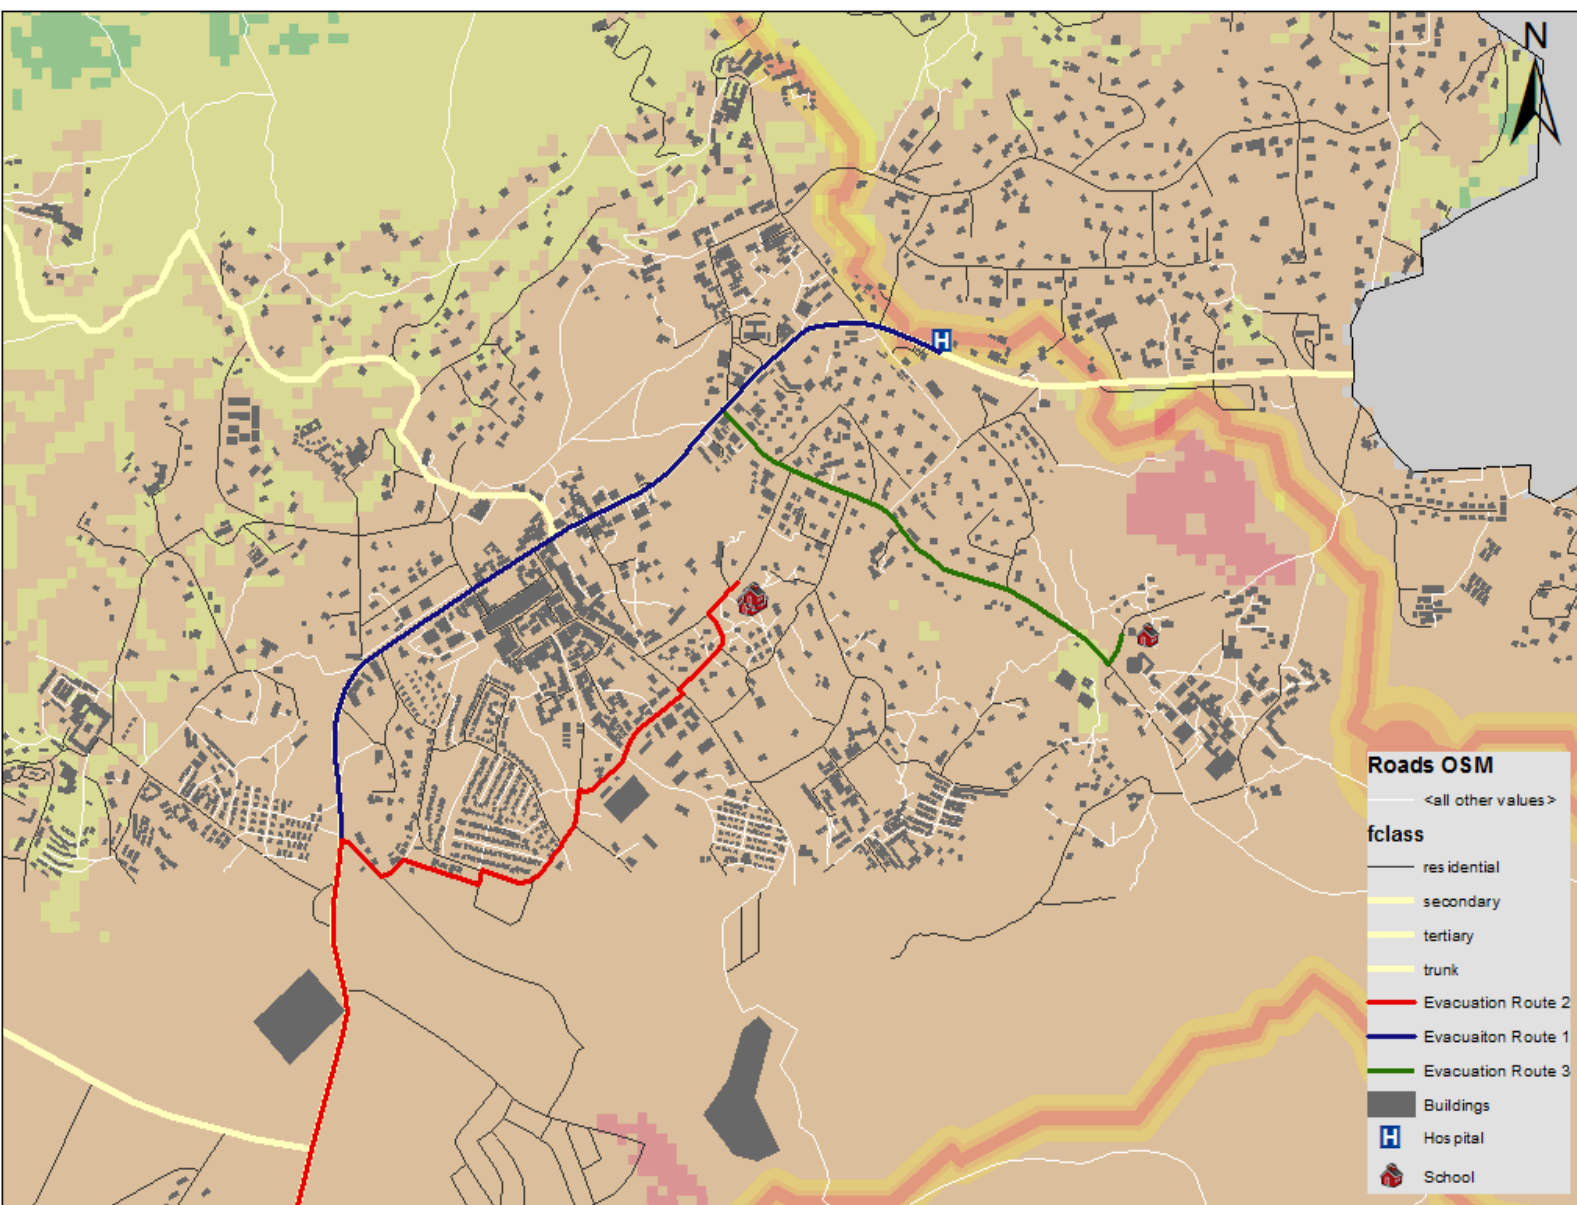 N
H
Roads OSM
<all other values>
fclass
residential
secondary
tertiary
trunk
Evacuation Route 2
Evacuaiton Route 1
Evacuation Route 3
Buildings
H Hospital
School